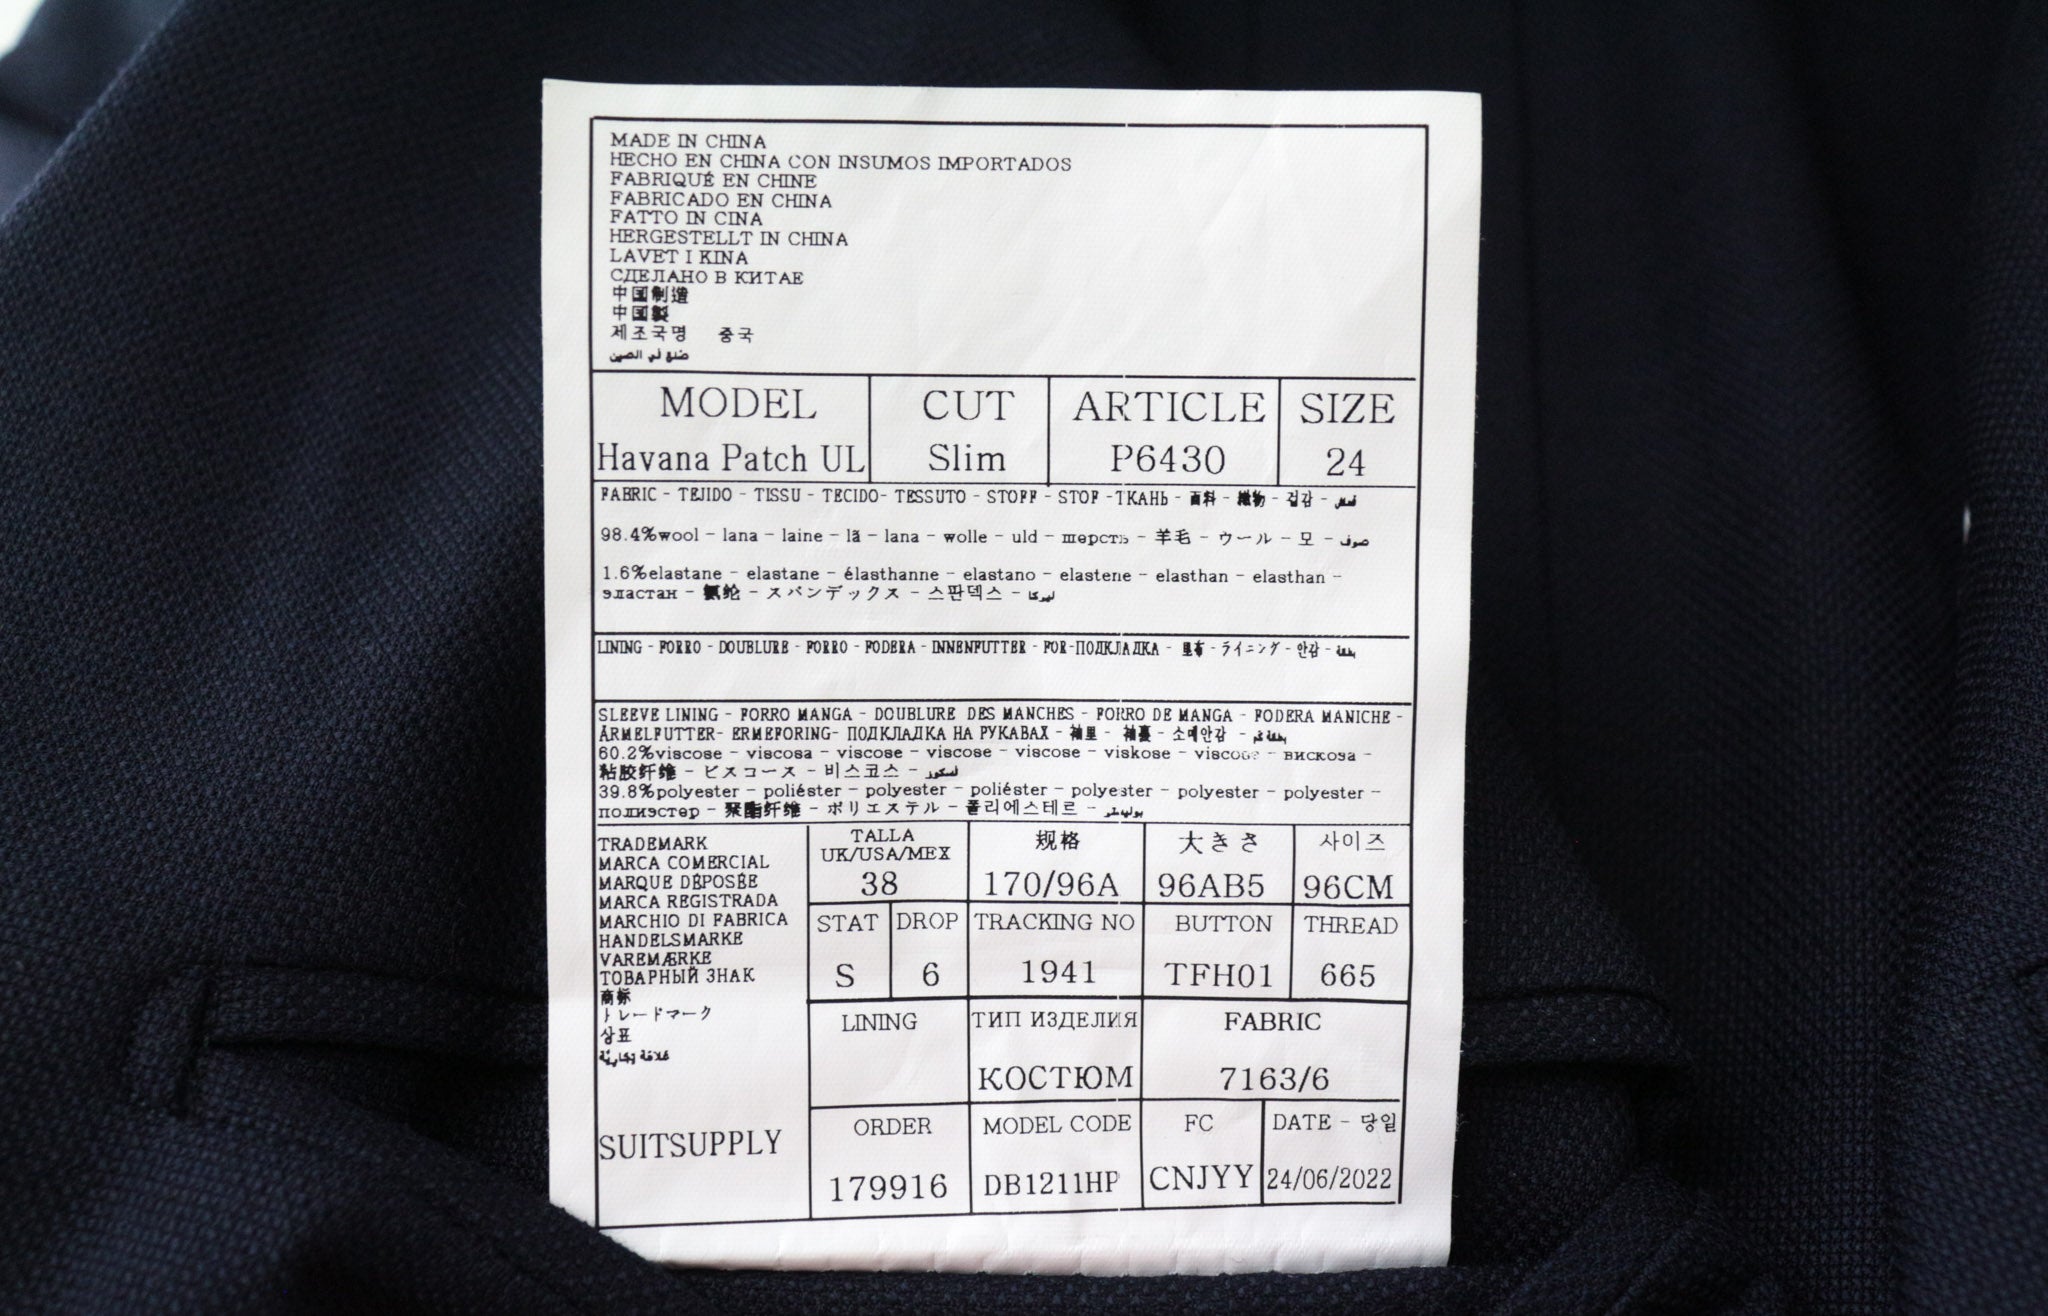 MADE IN CHINA
HECHO EN CHINA CON INSUMOS IMPORTADOS
FABRIQUÉ EN CHINE
FABRICADO EN CHINA
FATTO IN CINA
HERGESTELLT IN CHINA
LAVET I KINA
СДЕЛАНО В КИТАЕ
中国制造
中国製
제조국명 중국
صنع في الصين
MODEL CUT ARTICLE SIZE
Havana Patch UL Slim P6430 24
FABRIC - TEJIDO - TISSU - TECIDO- TESSUTO - STOFF - STOF -ТКАНЬ - 面料 - 織物 - 겉감 -
98.4%wool - lana - laine - lã - lana - wolle - uld - шерсть - 羊毛 - ウール - 모 - صوف
1.6%elastane - elastane - élasthanne - elastano - elastene - elasthan - elasthan -
эластан - 氨纶 - スパンデックス - 스판덱스 - ليكرا
LINING - FORRO - DOUBLURE - FORRO - FODERA - INNENFUTTER - FOR-ПОДКЛАДКА - 里布 - ライニング - 안감 -
SLEEVE LINING - FORRO MANGA - DOUBLURE DES MANCHES - FORRO DE MANGA - FODERA MANICHE -
ÄRMELFUTTER- ERMEFORING- ПОДКЛАДКА НА РУКАВАХ - 袖里 - 袖裏 - 소매안감 -
60.2%viscose - viscosa - viscose - viscose - viscose - viskose - viscose - вискоза -
粘胶纤维 - ビスコース - 비스코스 -
39.8%polyester - poliéster - polyester - poliéster - polyester - polyester - polyester -
полиэстер - 聚酯纤维 - ポリエステル - 폴리에스테르 -
TRADEMARK
MARCA COMERCIAL
MARQUE DÉPOSÉE
MARCA REGISTRADA
MARCHIO DI FABRICA
HANDELSMARKE
VAREMÆRKE
ТОВАРНЫЙ ЗНАК
商标
トレードマーク
상표
علامة تجارية
SUITSUPPLY
TALLA 规格 大きさ 사이즈
UK/USA/MEX
38 170/96A 96AB5 96CM
STAT DROP TRACKING NO BUTTON THREAD
S 6 1941 TFH01 665
LINING ТИП ИЗДЕЛИЯ FABRIC
КОСТЮМ 7163/6
ORDER MODEL CODE FC DATE - 당일
179916 DB1211HP CNJYY 24/06/2022